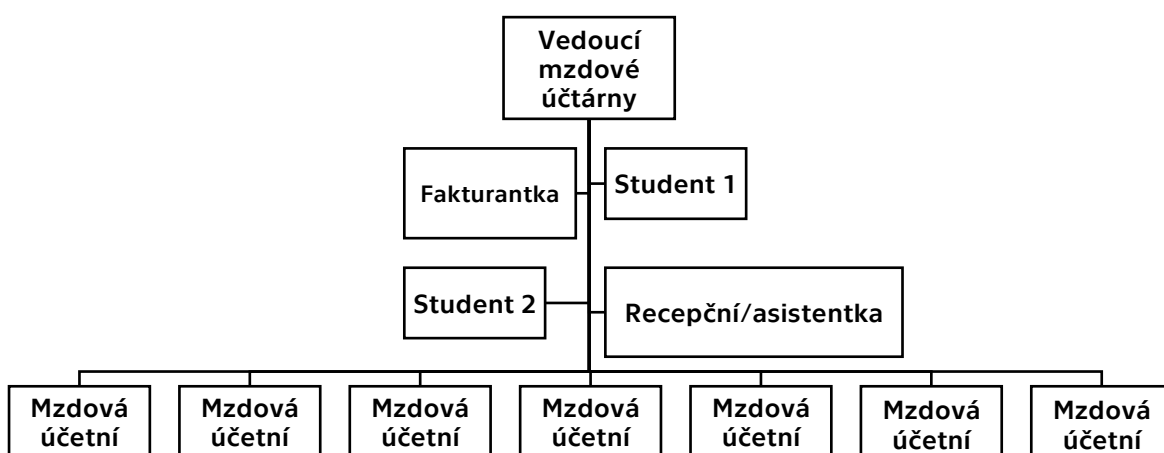 Vedoucí
mzdové
účtárny
Fakturantka
Student 1
Student 2
Recepční/asistentka
Mzdová
účetní
Mzdová
účetní
Mzdová
účetní
Mzdová
účetní
Mzdová
účetní
Mzdová
účetní
Mzdová
účetní